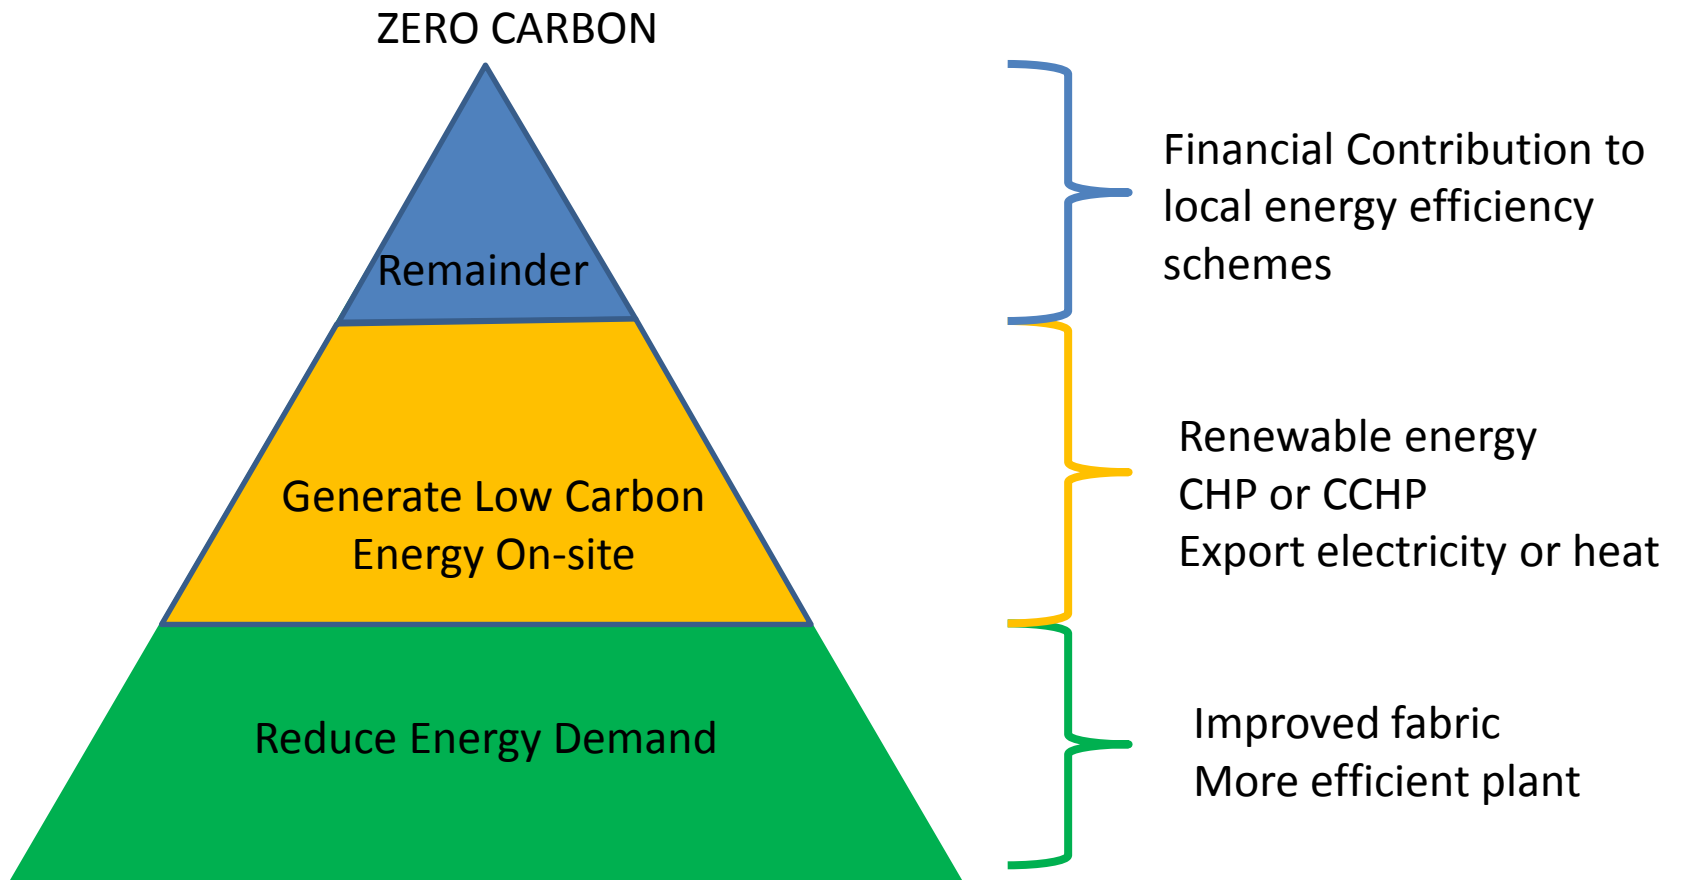 ZERO CARBON
Remainder
Financial Contribution to
local energy efficiency
schemes
Generate Low Carbon
Energy On-site
Renewable energy
CHP or CCHP
Export electricity or heat
Reduce Energy Demand
Improved fabric
More efficient plant